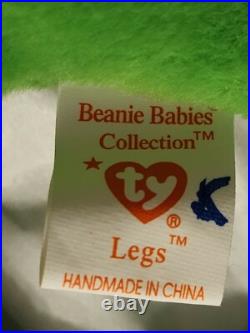 Beanie Babies
Collection™
ty®
Legs™
HANDMADE IN CHINA